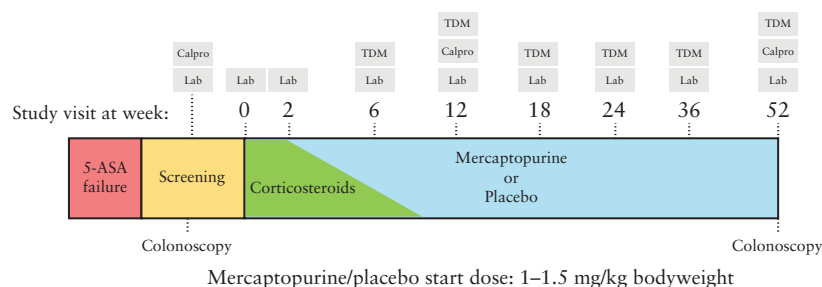 TDM TDM
Calpro TDM Calpro TDM TDM TDM Calpro
Lab Lab Lab Lab Lab Lab Lab Lab Lab
Study visit at week: 0 2 6 12 18 24 36 52
5-ASA
failure
Screening
Corticosteroids
Mercaptopurine
or
Placebo
Colonoscopy Colonoscopy
Mercaptopurine/placebo start dose: 1–1.5 mg/kg bodyweight